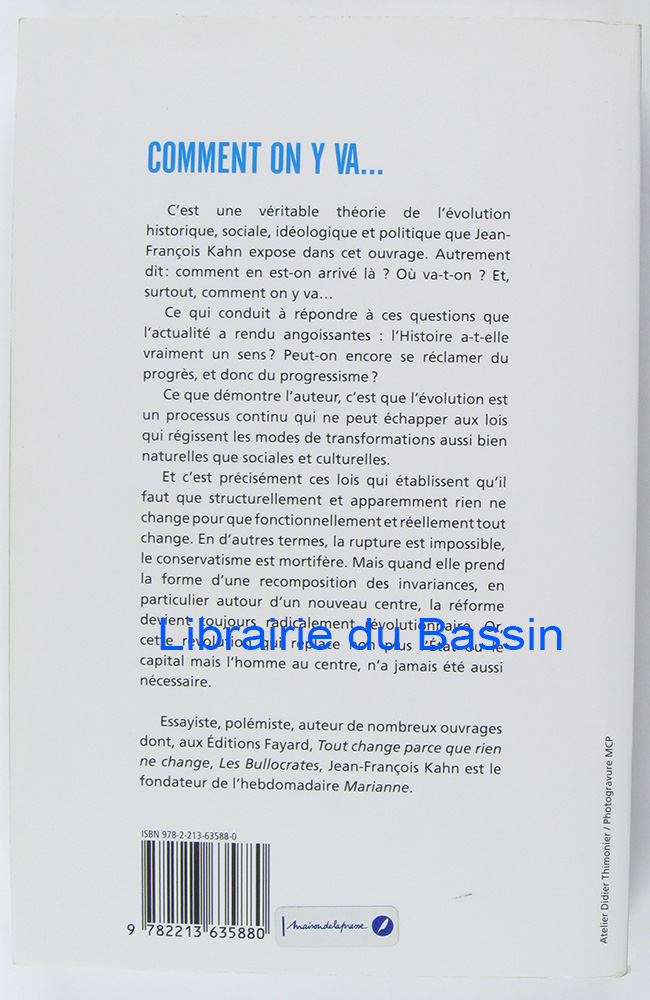 COMMENT ON Y VA...
C'est une véritable théorie de l'évolution
historique, sociale, idéologique et politique que Jean-
François Kahn expose dans cet ouvrage. Autrement
dit : comment en est-on arrivé là ? Où va-t-on ? Et,
surtout, comment on y va...
Ce qui conduit à répondre à ces questions que
l'actualité a rendu angoissantes : l'Histoire a-t-elle
vraiment un sens ? Peut-on encore se réclamer du
progrès, et donc du progressisme ?
Ce que démontre l'auteur, c'est que l'évolution est
un processus continu qui ne peut échapper aux lois
qui régissent les modes de transformations aussi bien
naturelles que sociales et culturelles.
Et c'est précisément ces lois qui établissent qu'il
faut que structurellement et apparemment rien ne
change pour que fonctionnellement et réellement tout
change. En d'autres termes, la rupture est impossible,
le conservatisme est mortifère. Mais quand elle prend
la forme d'une recomposition des invariances, en
particulier autour d'un nouveau centre, la réforme
devient toujours radicalement révolutionnaire. Or,
Librairie du Bassin
cette révolution qui replace non plus l'État ou le
capital mais l'homme au centre, n'a jamais été aussi
nécessaire.
Essayiste, polémiste, auteur de nombreux ouvrages
dont, aux Éditions Fayard, Tout change parce que rien
ne change, Les Bullocrates, Jean-François Kahn est le
fondateur de l'hebdomadaire Marianne.
ISBN 978-2-213-63588-0
9 782213 635880
maisondelapresse
Atelier Didier Thimonier / Photogravure MCP